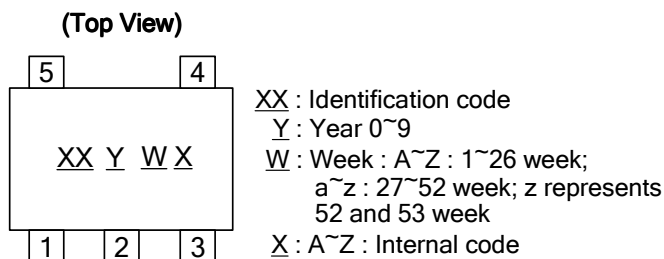 (Top View)
5 4
XX Y W X
1 2 3
XX : Identification code
Y : Year 0~9
W : Week : A~Z : 1~26 week;
a~z : 27~52 week; z represents
52 and 53 week
X : A~Z : Internal code